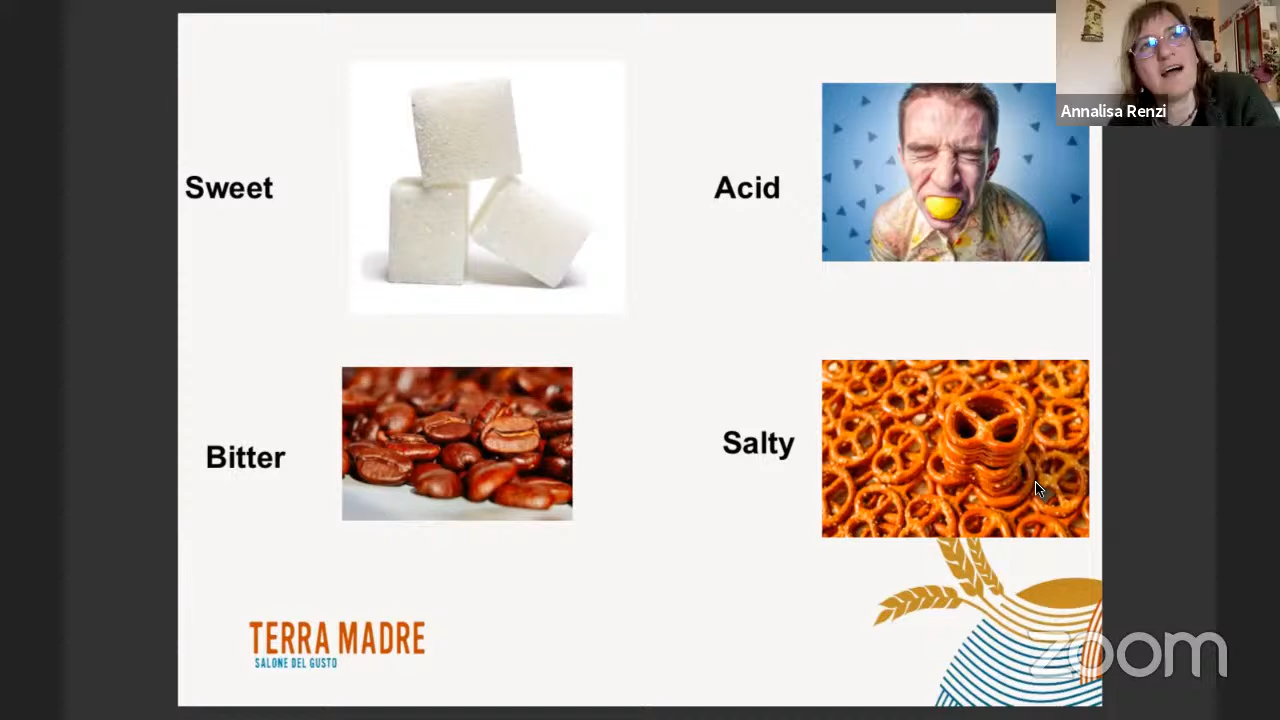 Annalisa Renzi
Sweet
Acid
Bitter
Salty
TERRA MADRE
SALONE DEL GUSTO
zoom